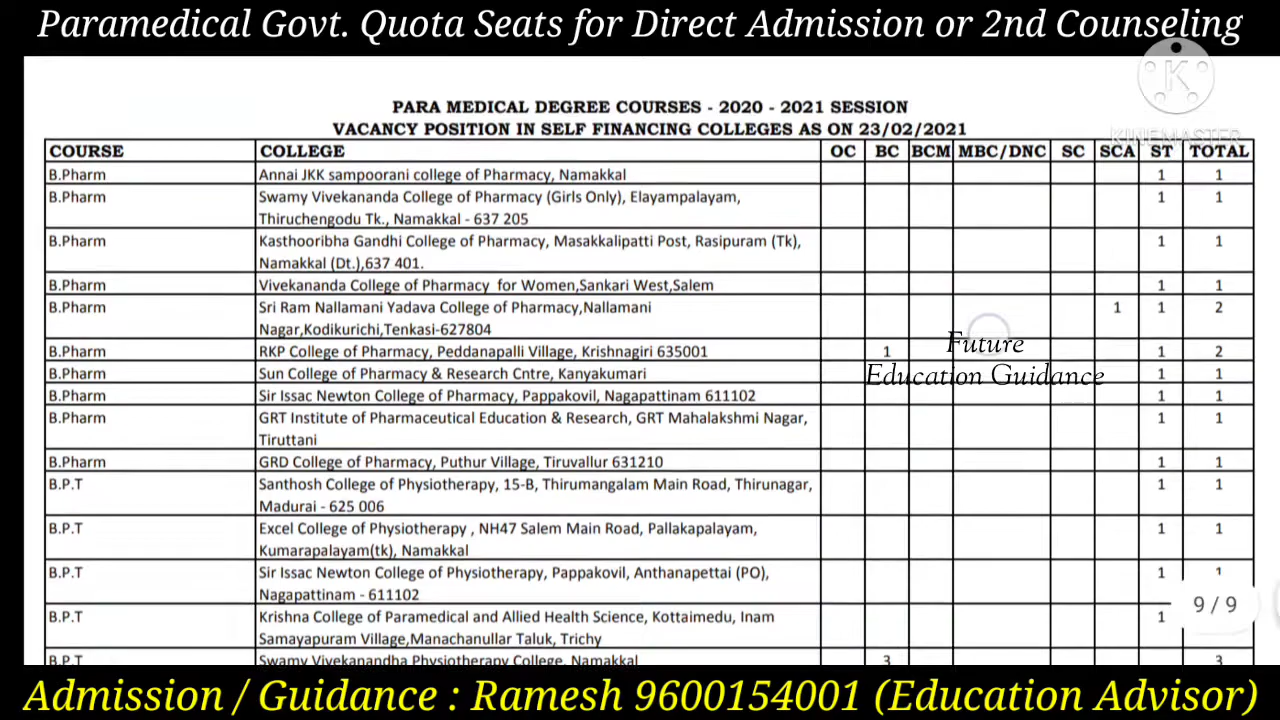 Paramedical Govt. Quota Seats for Direct Admission or 2nd Counseling
K
KINEMASTER
PARA MEDICAL DEGREE COURSES - 2020 - 2021 SESSION
VACANCY POSITION IN SELF FINANCING COLLEGES AS ON 23/02/2021
COURSE COLLEGE OC BC BCM MBC/DNC SC SCA ST TOTAL
B.Pharm Annai JKK sampoorani college of Pharmacy, Namakkal 1 1
B.Pharm Swamy Vivekananda College of Pharmacy (Girls Only), Elayampalayam, 1 1
Thiruchengodu Tk., Namakkal - 637 205
B.Pharm Kasthooribha Gandhi College of Pharmacy, Masakkalipatti Post, Rasipuram (Tk), 1 1
Namakkal (Dt.),637 401.
B.Pharm Vivekananda College of Pharmacy for Women,Sankari West,Salem 1 1
B.Pharm Sri Ram Nallamani Yadava College of Pharmacy,Nallamani 1 1 2
Nagar,Kodikurichi,Tenkasi-627804
B.Pharm RKP College of Pharmacy, Peddanapalli Village, Krishnagiri 635001 1 1 2
Future
Education Guidance
B.Pharm Sun College of Pharmacy & Research Cntre, Kanyakumari 1 1
B.Pharm Sir Issac Newton College of Pharmacy, Pappakovil, Nagapattinam 611102 1 1
B.Pharm GRT Institute of Pharmaceutical Education & Research, GRT Mahalakshmi Nagar, 1 1
Tiruttani
B.Pharm GRD College of Pharmacy, Puthur Village, Tiruvallur 631210 1 1
B.P.T Santhosh College of Physiotherapy, 15-B, Thirumangalam Main Road, Thirunagar, 1 1
Madurai - 625 006
B.P.T Excel College of Physiotherapy , NH47 Salem Main Road, Pallakapalayam, 1 1
Kumarapalayam(tk), Namakkal
B.P.T Sir Issac Newton College of Physiotherapy, Pappakovil, Anthanapettai (PO), 1 1
Nagapattinam - 611102
9 / 9
B.P.T Krishna College of Paramedical and Allied Health Science, Kottaimedu, Inam 1
Samayapuram Village,Manachanullar Taluk, Trichy
B.P.T Swamy Vivekanandha Physiotherapy College, Namakkal 3 3
Admission / Guidance : Ramesh 9600154001 (Education Advisor)